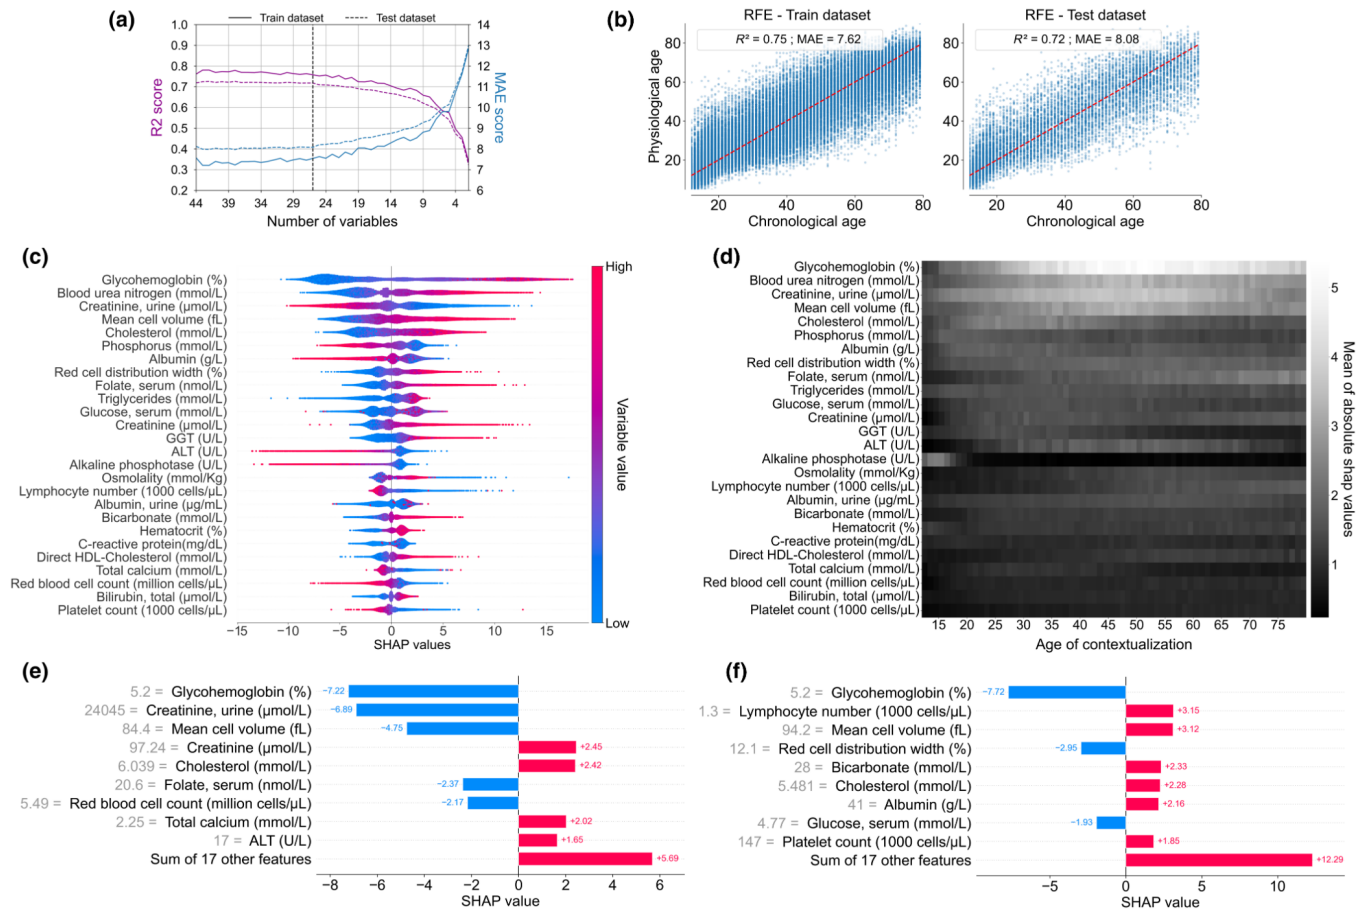 (a)
Train dataset
Test dataset
1.0
0.9
0.8
0.7
0.6
0.5
0.4
0.3
0.2
R2 score
14
13
12
11
10
9
8
7
6
MAE score
44 39 34 29 24 19 14 9 4
Number of variables
(b)
RFE - Train dataset
R² = 0.75 ; MAE = 7.62
80
60
40
20
Physiological age
20 40 60 80
Chronological age
RFE - Test dataset
R² = 0.72 ; MAE = 8.08
80
60
40
20
20 40 60 80
Chronological age
(c)
Glycohemoglobin (%)
Blood urea nitrogen (mmol/L)
Creatinine, urine (µmol/L)
Mean cell volume (fL)
Cholesterol (mmol/L)
Phosphorus (mmol/L)
Albumin (g/L)
Red cell distribution width (%)
Folate, serum (mmol/L)
Triglycerides (mmol/L)
Glucose, serum (mmol/L)
Creatinine (µmol/L)
GGT (U/L)
ALT (U/L)
Alkaline phosphotase (U/L)
Osmolality (mmol/Kg)
Lymphocyte number (1000 cells/µL)
Albumin, urine (µg/mL)
Bicarbonate (mmol/L)
Hematocrit (%)
C-reactive protein(mg/dL)
Direct HDL-Cholesterol (mmol/L)
Total calcium (mmol/L)
Red blood cell count (million cells/µL)
Bilirubin, total (µmol/L)
Platelet count (1000 cells/µL)
−15 −10 −5 0 5 10 15
SHAP values
High
Variable value
Low
(d)
Glycohemoglobin (%)
Blood urea nitrogen (mmol/L)
Creatinine, urine (µmol/L)
Mean cell volume (fL)
Cholesterol (mmol/L)
Phosphorus (mmol/L)
Albumin (g/L)
Red cell distribution width (%)
Folate, serum (mmol/L)
Triglycerides (mmol/L)
Glucose, serum (mmol/L)
Creatinine (µmol/L)
GGT (U/L)
ALT (U/L)
Alkaline phosphotase (U/L)
Osmolality (mmol/Kg)
Lymphocyte number (1000 cells/µL)
Albumin, urine (µg/mL)
Bicarbonate (mmol/L)
Hematocrit (%)
C-reactive protein(mg/dL)
Direct HDL-Cholesterol (mmol/L)
Total calcium (mmol/L)
Red blood cell count (million cells/µL)
Bilirubin, total (µmol/L)
Platelet count (1000 cells/µL)
15 20 25 30 35 40 45 50 55 60 65 70 75
Age of contextualization
5
4
3
2
1
Mean of absolute shap values
(e)
5.2 = Glycohemoglobin (%) −7.22
24045 = Creatinine, urine (µmol/L) −6.89
84.4 = Mean cell volume (fL) −4.75
97.24 = Creatinine (µmol/L) +2.45
6.039 = Cholesterol (mmol/L) +2.42
20.6 = Folate, serum (mmol/L) −2.37
5.49 = Red blood cell count (million cells/µL) −2.17
2.25 = Total calcium (mmol/L) +2.02
17 = ALT (U/L) +1.65
Sum of 17 other features +5.69
−8 −6 −4 −2 0 2 4 6
SHAP value
(f)
5.2 = Glycohemoglobin (%) −7.72
1.3 = Lymphocyte number (1000 cells/µL) +3.15
94.2 = Mean cell volume (fL) +3.12
12.1 = Red cell distribution width (%) −2.95
28 = Bicarbonate (mmol/L) +2.33
5.481 = Cholesterol (mmol/L) +2.28
41 = Albumin (g/L) +2.16
4.77 = Glucose, serum (mmol/L) −1.93
147 = Platelet count (1000 cells/µL) +1.85
Sum of 17 other features +12.29
−5 0 5 10
SHAP value